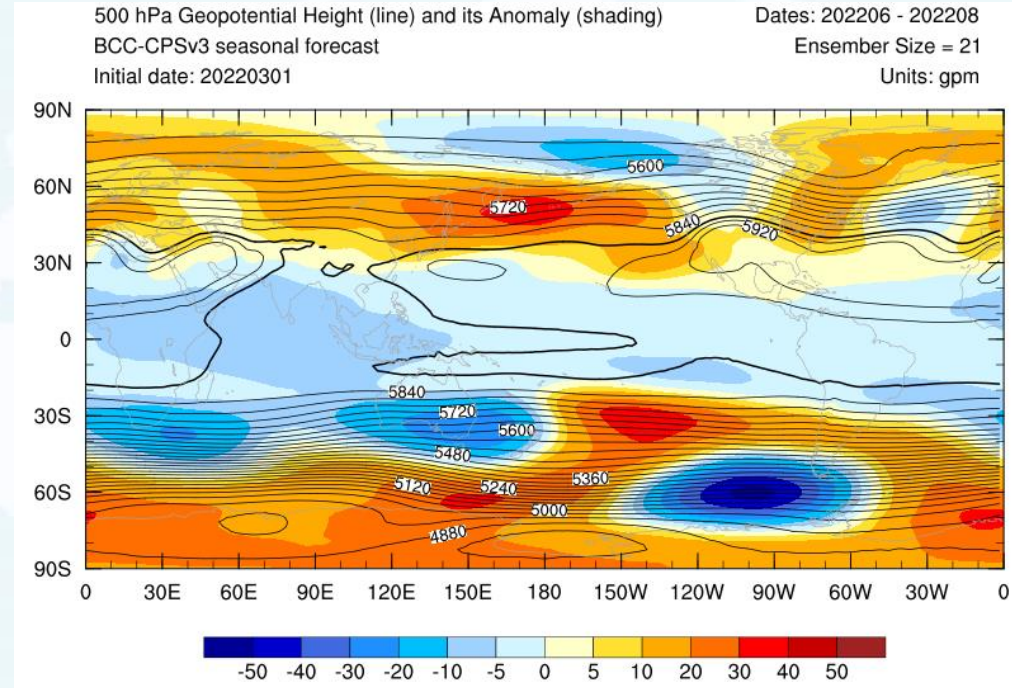 500 hPa Geopotential Height (line) and its Anomaly (shading)
Dates: 202206 - 202208
BCC-CPSv3 seasonal forecast
Ensember Size = 21
Initial date: 20220301
Units: gpm
90N
60N
30N
0
30S
60S
90S
5600
5720
5840
5920
5840
5720
5600
5480
5360
5120
5240
5000
4880
0 30E 60E 90E 120E 150E 180 150W 120W 90W 60W 30W 0
-50 -40 -30 -20 -10 -5 0 5 10 20 30 40 50